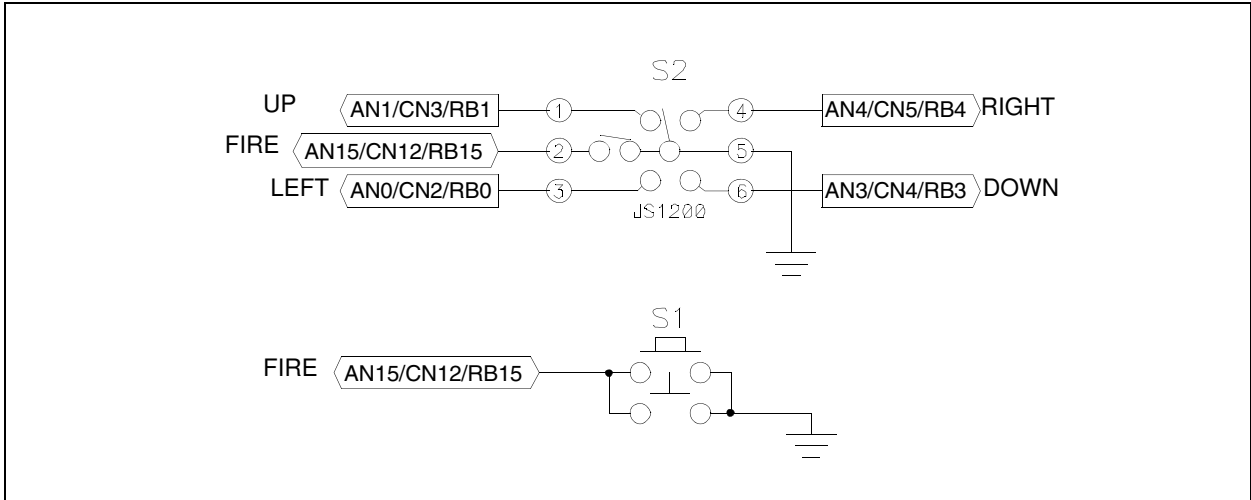 S2
UP AN1/CN3/RB1 1 4 AN4/CN5/RB4 RIGHT
FIRE AN15/CN12/RB15 2 5
LEFT AN0/CN2/RB0 3 6 AN3/CN4/RB3 DOWN
JS1200
S1
FIRE AN15/CN12/RB15